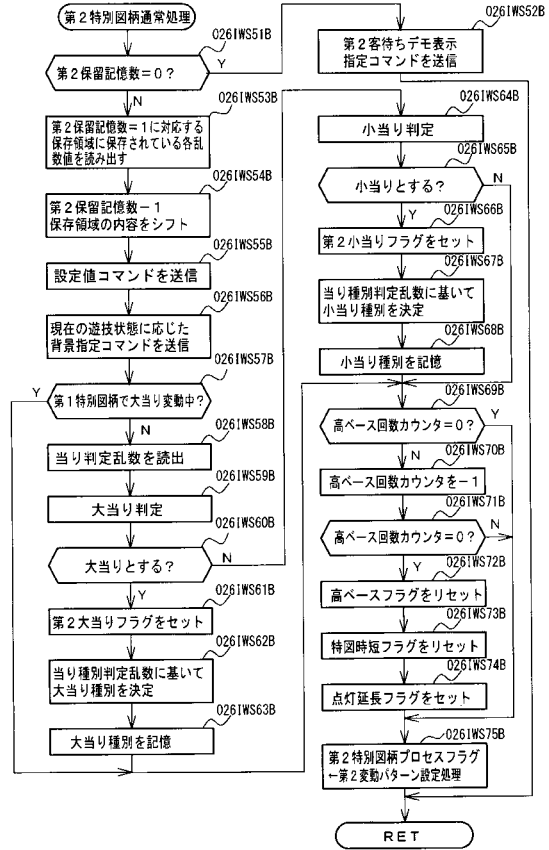 第２特別図柄通常処理
026IWS51B
第２保留記憶数＝０？
Y
N
026IWS53B
第２保留記憶数＝１に対応する
保存領域に保存されている各乱
数値を読み出す
026IWS54B
第２保留記憶数－１
保存領域の内容をシフト
026IWS55B
設定値コマンドを送信
026IWS56B
現在の遊技状態に応じた
背景指定コマンドを送信
026IWS57B
Y
第１特別図柄で大当り変動中？
N
026IWS58B
当り判定乱数を読出
026IWS59B
大当り判定
026IWS60B
大当りとする？
N
Y
026IWS61B
第２大当りフラグをセット
026IWS62B
当り種別判定乱数に基いて
大当り種別を決定
026IWS63B
大当り種別を記憶
026IWS52B
第２客待ちデモ表示
指定コマンドを送信
026IWS64B
小当り判定
026IWS65B
小当りとする？
N
Y
026IWS66B
第２小当りフラグをセット
026IWS67B
当り種別判定乱数に基いて
小当り種別を決定
026IWS68B
小当り種別を記憶
026IWS69B
高ベース回数カウンタ＝０？
Y
N
026IWS70B
高ベース回数カウンタを－１
026IWS71B
高ベース回数カウンタ＝０？
N
Y
026IWS72B
高ベースフラグをリセット
026IWS73B
特図時短フラグをリセット
026IWS74B
点灯延長フラグをセット
026IWS75B
第２特別図柄プロセスフラグ
←第２変動パターン設定処理
RET